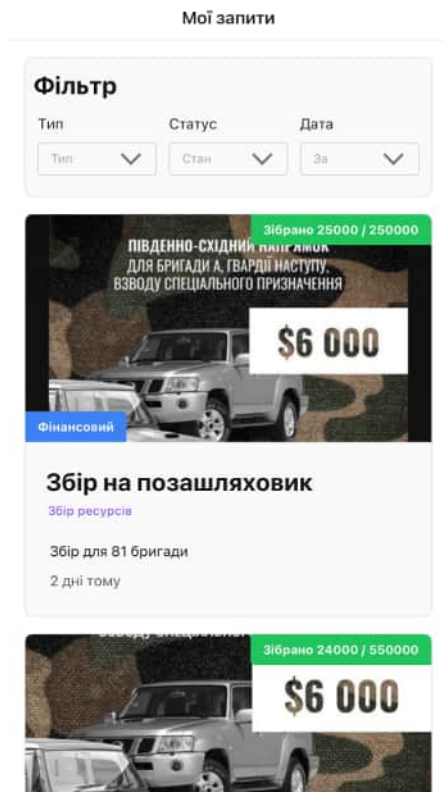 Мої запити
Фільтр
Тип
Статус
Дата
Тип
Стан
За
Зібрано 25000 / 250000
ПІВДЕННО-СХІДНИЙ НАПРЯМОК
ДЛЯ БРИГАДИ А, ГВАРДІЇ НАСТУПУ,
ВЗВОДУ СПЕЦІАЛЬНОГО ПРИЗНАЧЕННЯ
$6 000
Фінансовий
Збір на позашляховик
Збір ресурсів
Збір для 81 бригади
2 дні тому
Зібрано 24000 / 550000
$6 000